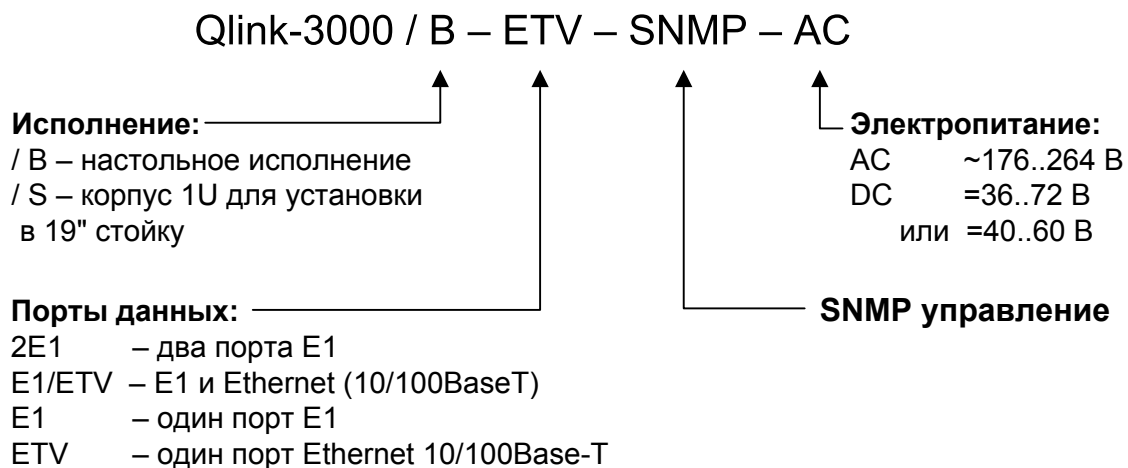 Qlink-3000 / B – ETV – SNMP – AC
Исполнение:
/ B – настольное исполнение
/ S – корпус 1U для установки
в 19" стойку
Электропитание:
AC ~176..264 В
DC =36..72 В
или =40..60 В
Порты данных:
2E1 – два порта E1
E1/ETV – E1 и Ethernet (10/100BaseT)
E1 – один порт E1
ETV – один порт Ethernet 10/100Base-T
SNMP управление